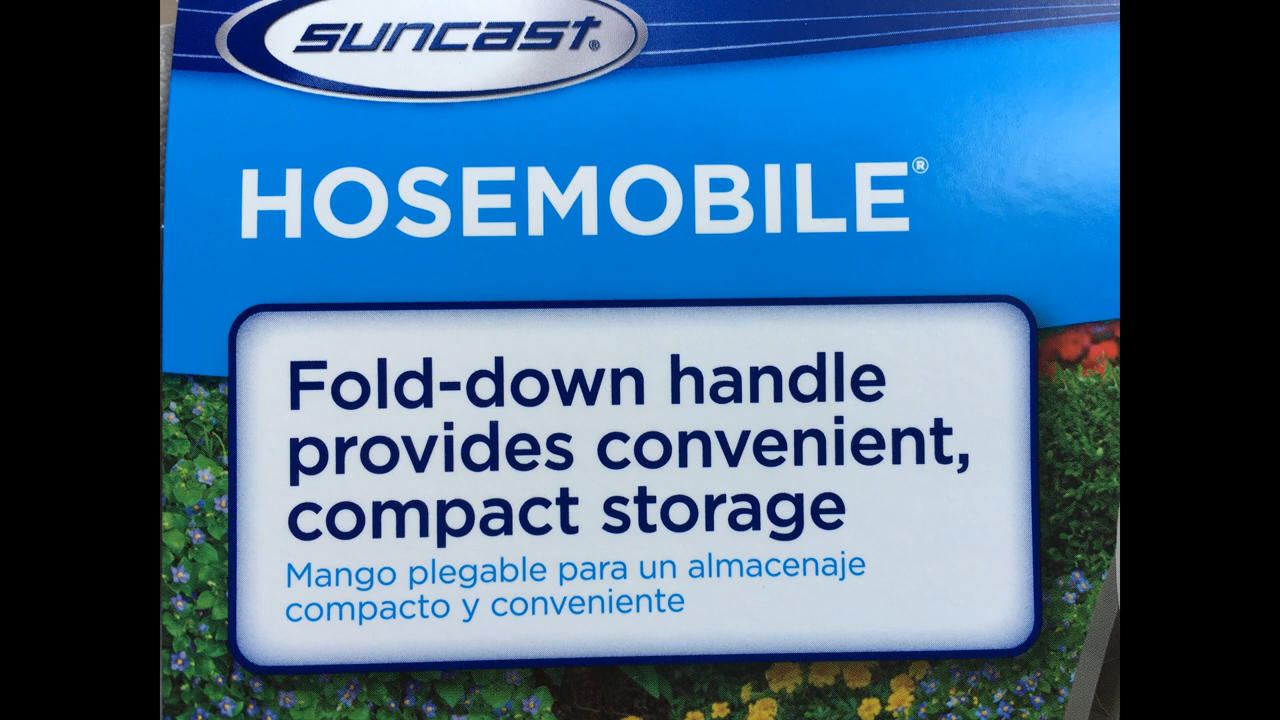 suncast®
HOSEMOBILE®
Fold-down handle
provides convenient,
compact storage
Mango plegable para un almacenaje
compacto y conveniente